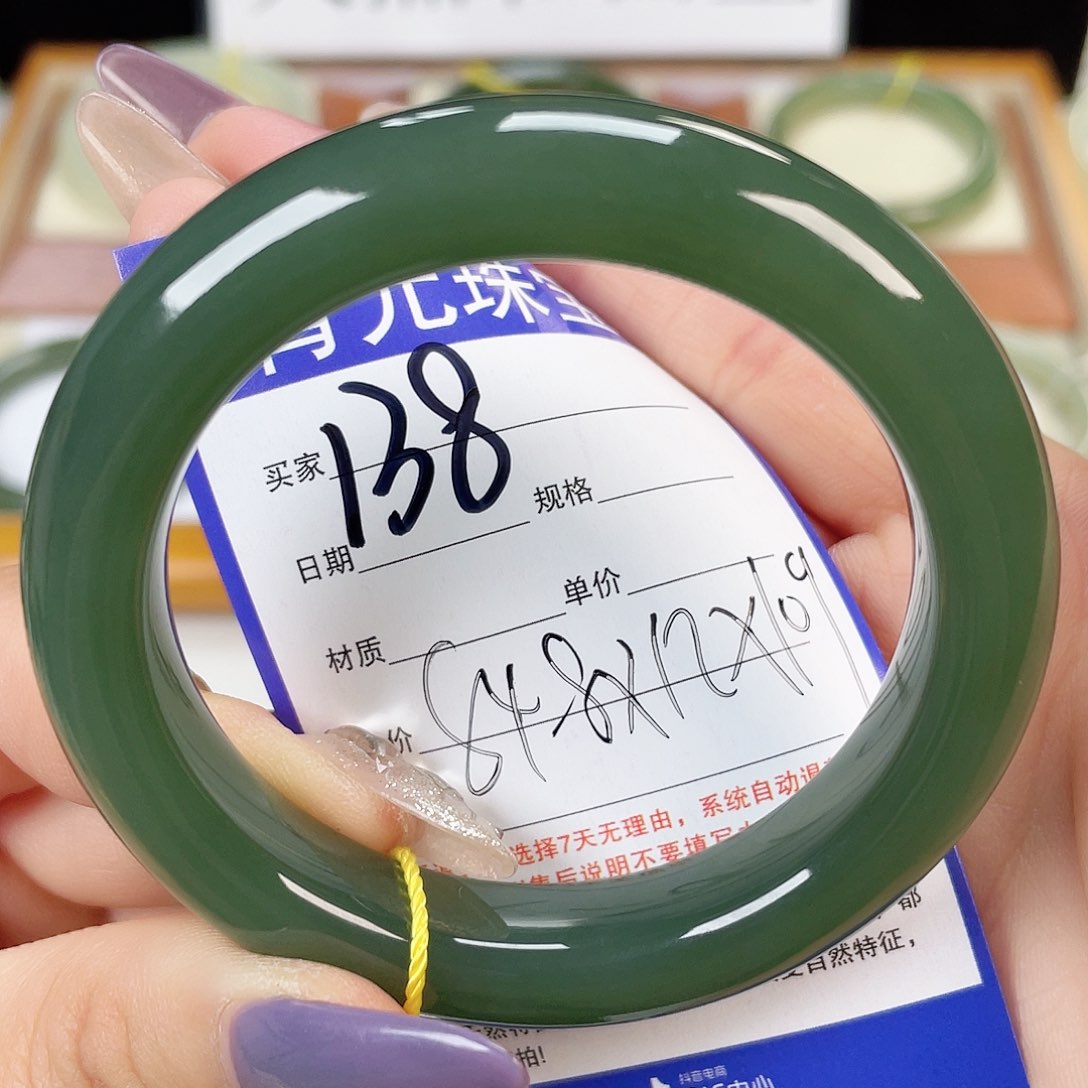 元珠宝
138
买家
规格
日期
单价
材质
54.8X12X10.9
价
选择7天无理由，系统自动退
售后说明不要填写
都
自然特征，
拍!
抖音电商